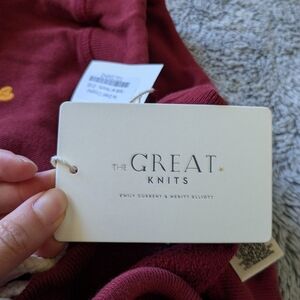 THE GREAT.
KNITS
EMILY CURRENT & MERITT ELLIOTT